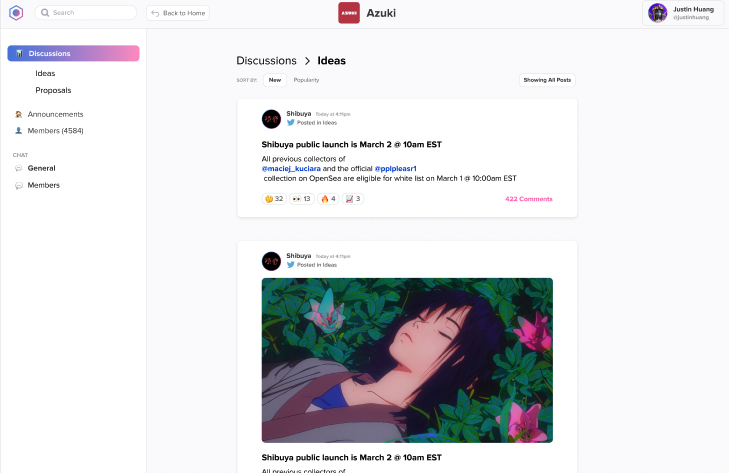 Search
Back to Home
AZUKI
Azuki
Justin Huang
@justinhuang
Discussions
Ideas
Proposals
Announcements
Members (4584)
CHAT
General
Members
Discussions > Ideas
SORT BY:
New
Popularity
Showing All Posts
Shibuya Today at 4:11pm
Posted in Ideas
Shibuya public launch is March 2 @ 10am EST
All previous collectors of
@maciej_kuciara and the official @pplpleasr1
collection on OpenSea are eligible for white list on March 1 @ 10:00am EST
32
13
4
3
422 Comments
Shibuya Today at 4:11pm
Posted in Ideas
Shibuya public launch is March 2 @ 10am EST
All previous collectors of